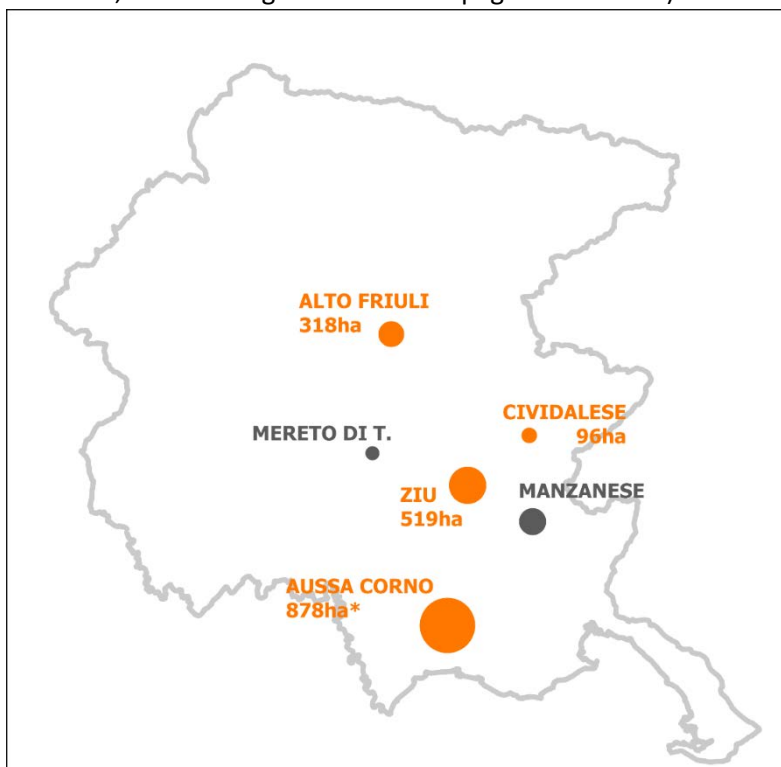 ALTO FRIULI
318ha
CIVIDALESE
96ha
MERETO DI T.
ZIU
519ha
MANZANESE
AUSSA CORNO
878ha*